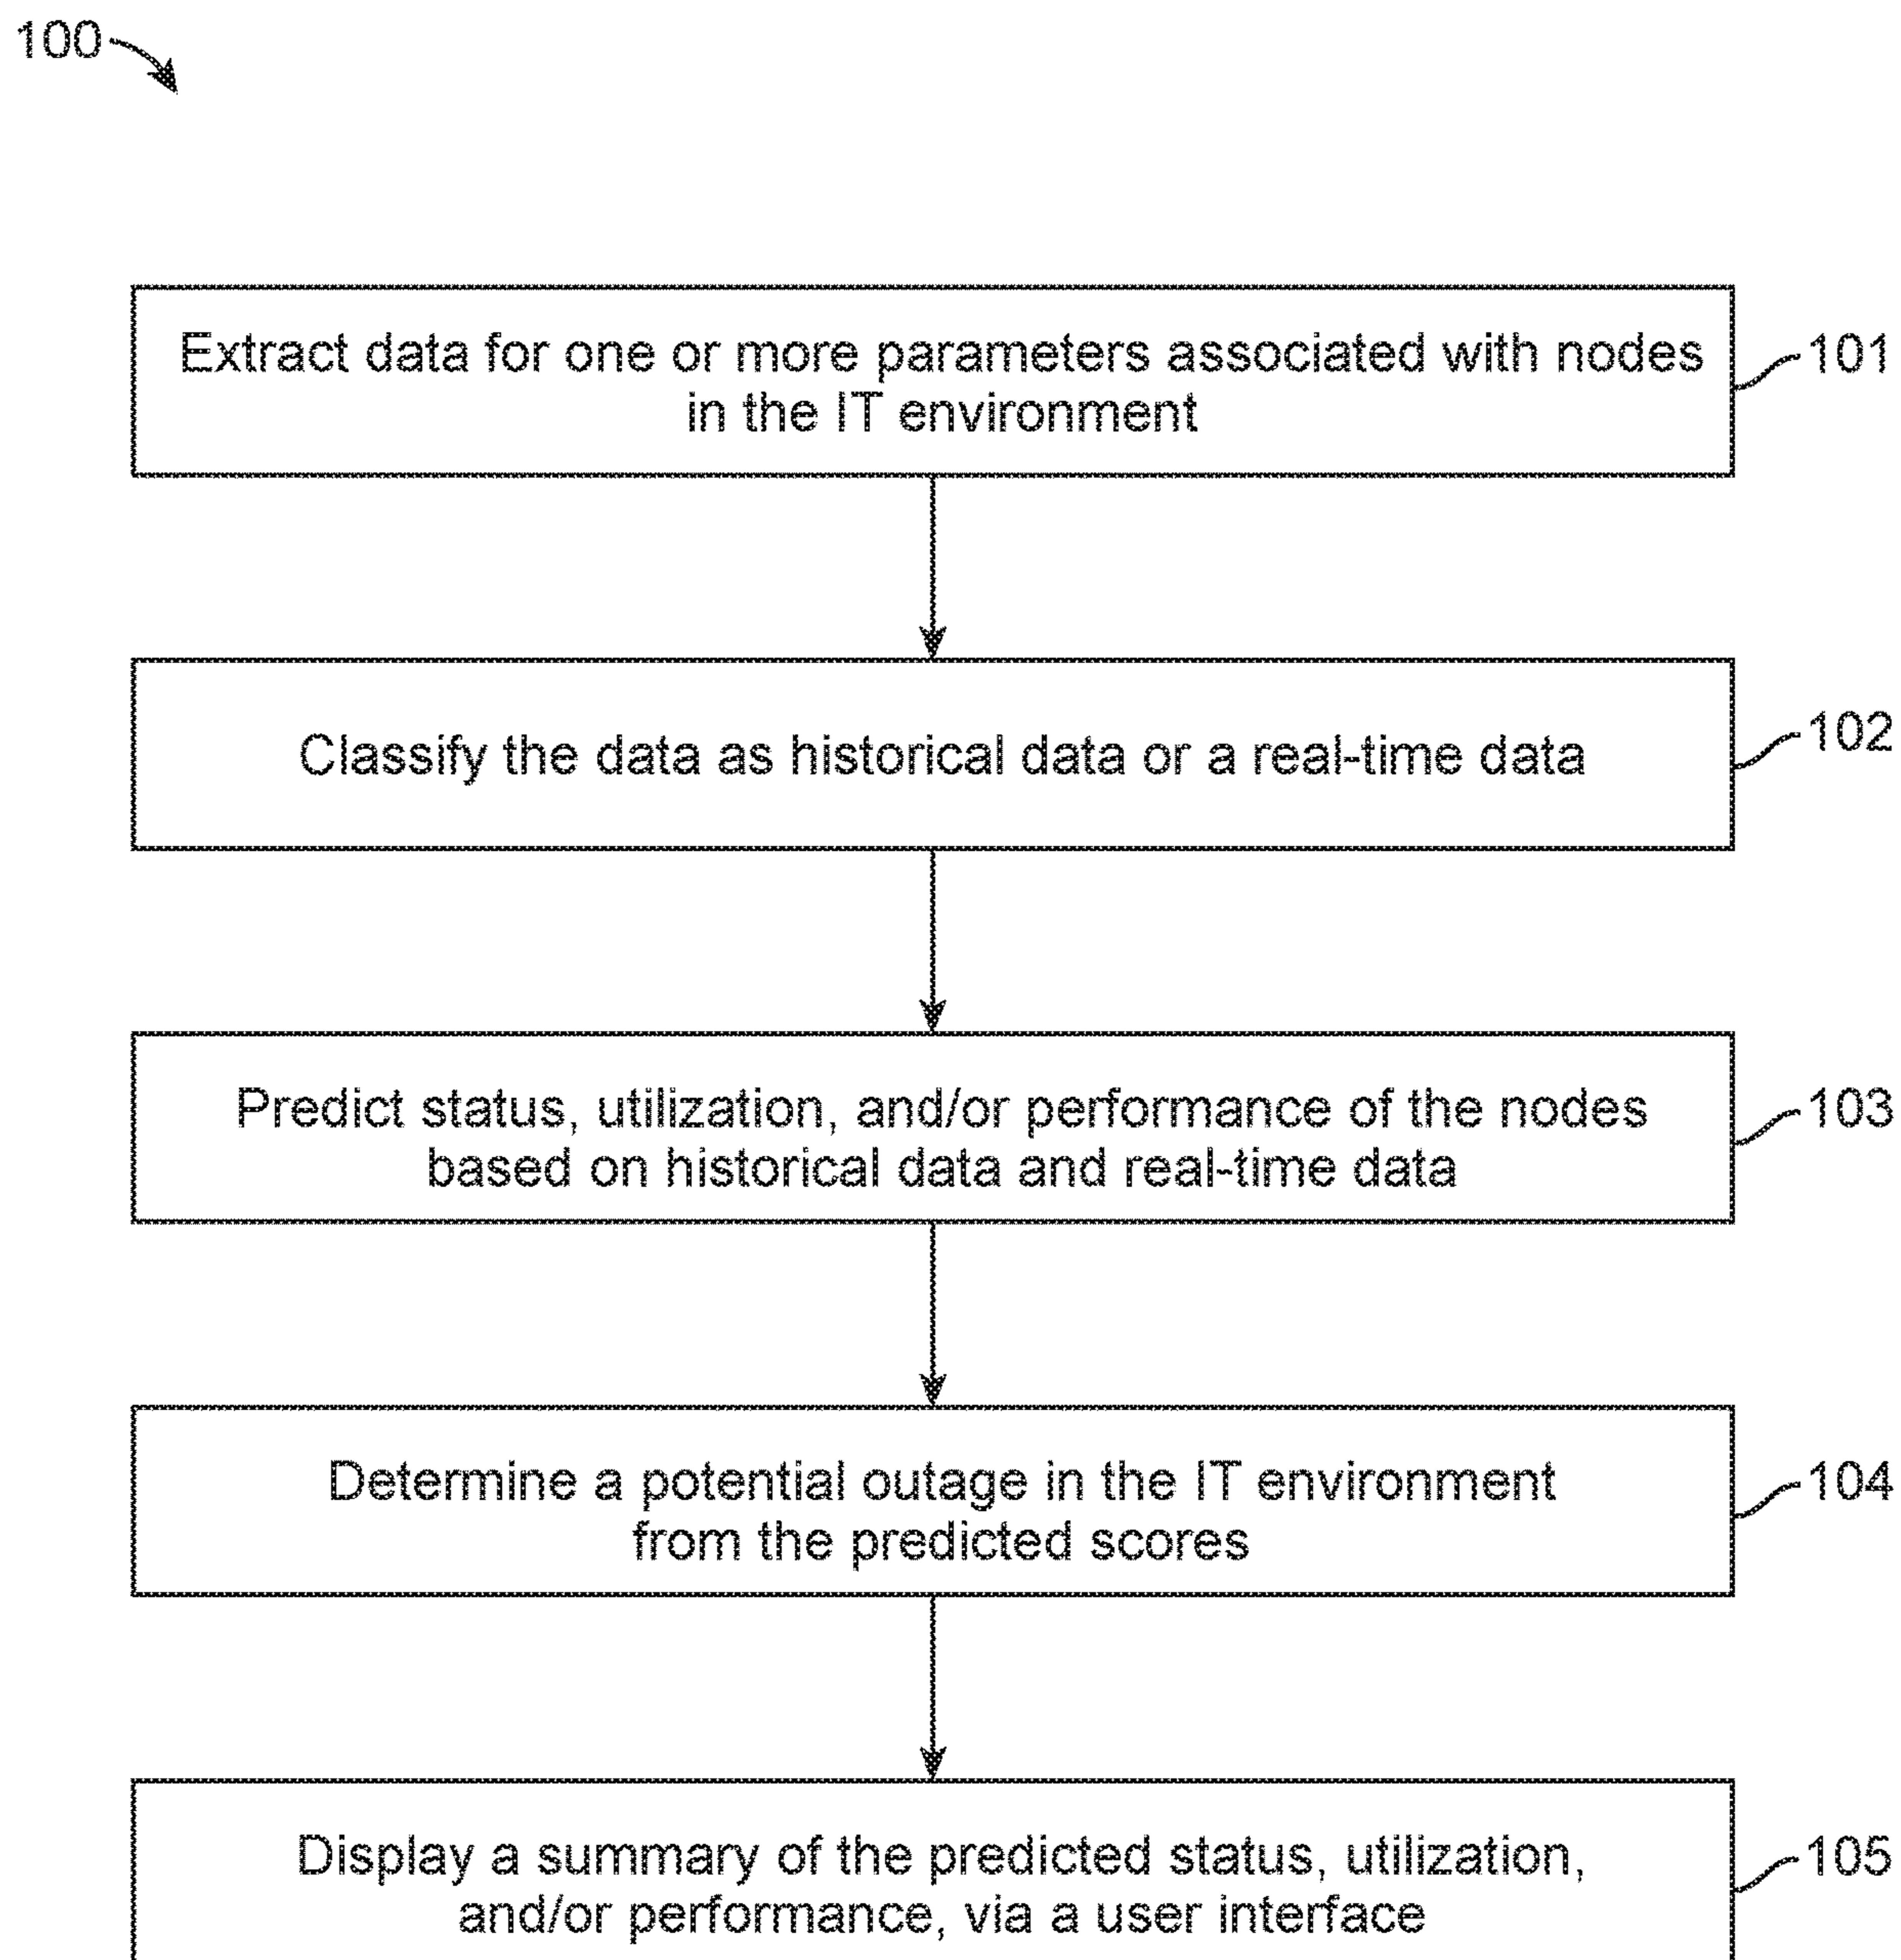 100
Extract data for one or more parameters associated with nodes
in the IT environment
101
Classify the data as historical data or a real-time data
102
Predict status, utilization, and/or performance of the nodes
based on historical data and real-time data
103
Determine a potential outage in the IT environment
from the predicted scores
104
Display a summary of the predicted status, utilization,
and/or performance, via a user interface
105